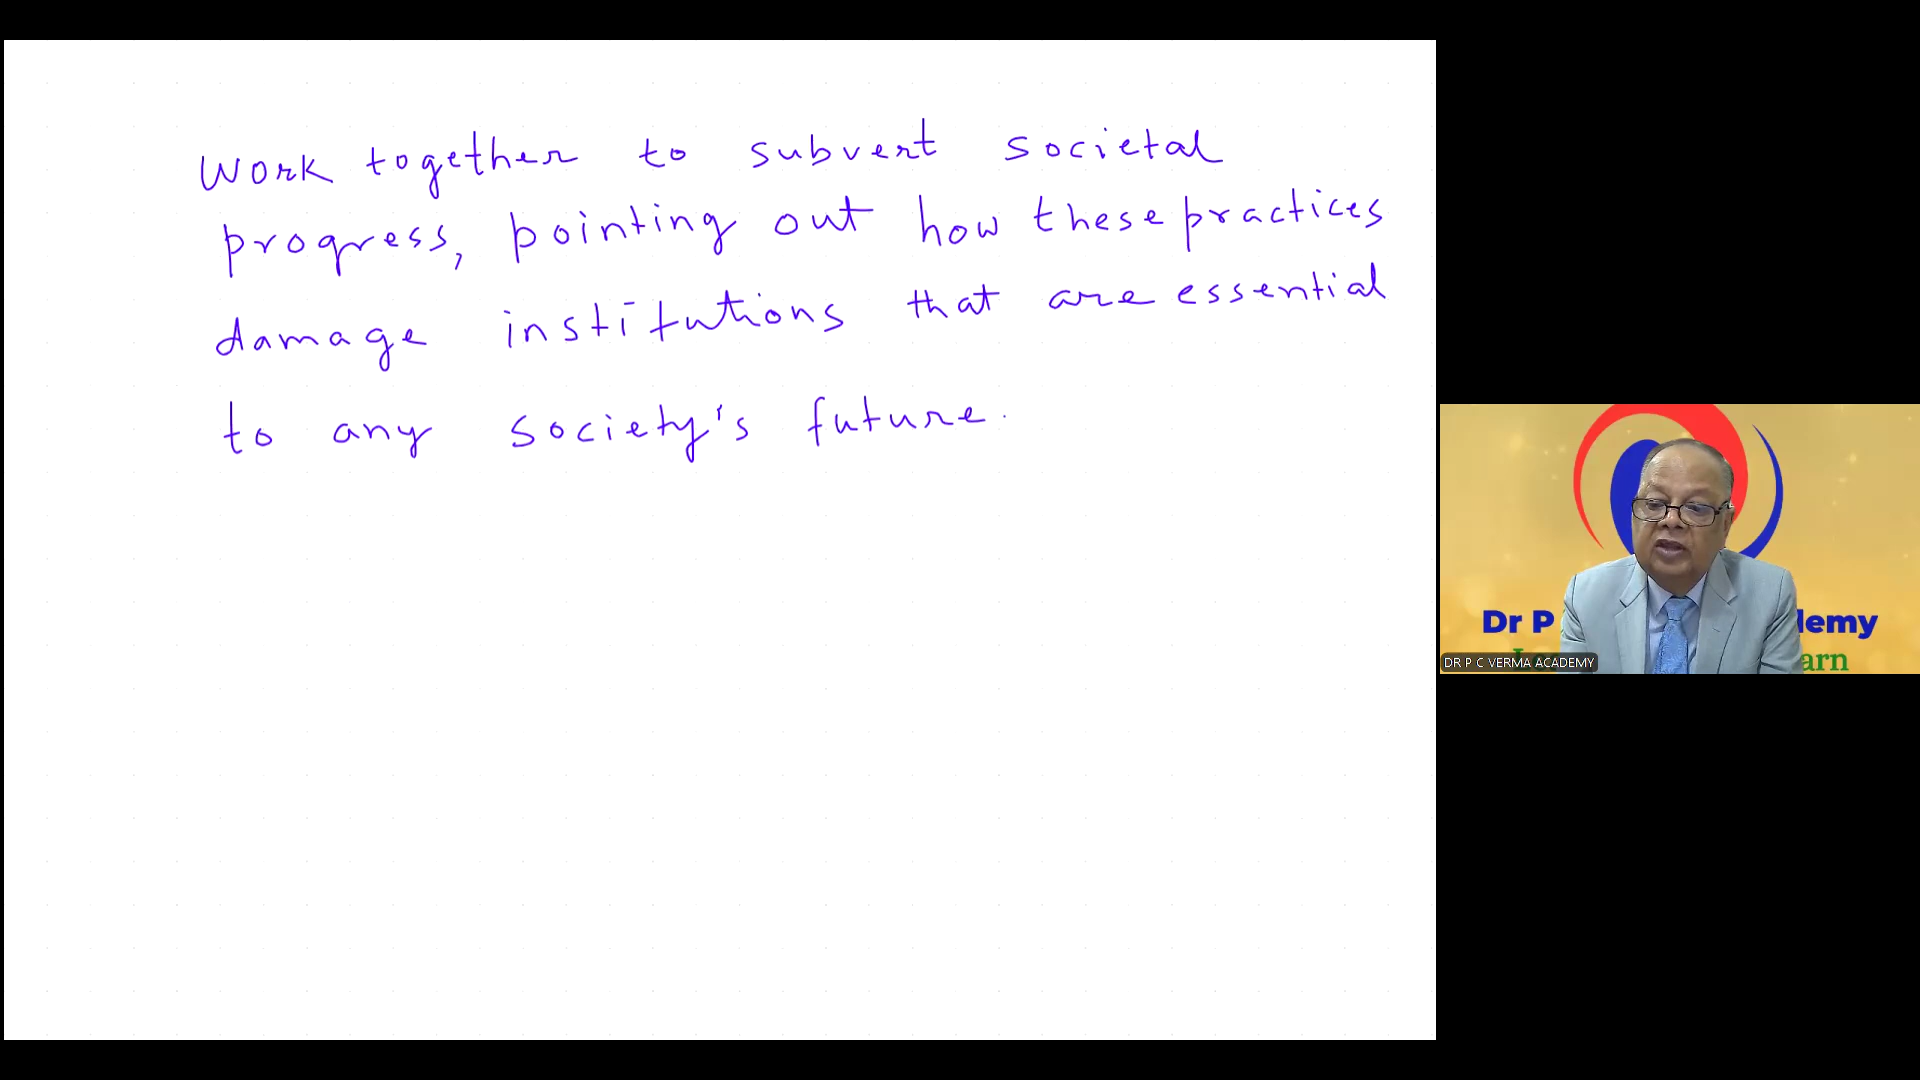 Work together to subvert societal
progress, pointing out how these practices
damage institutions that are essential
to any society's future.
Dr P demy
arn
DR P C VERMA ACADEMY